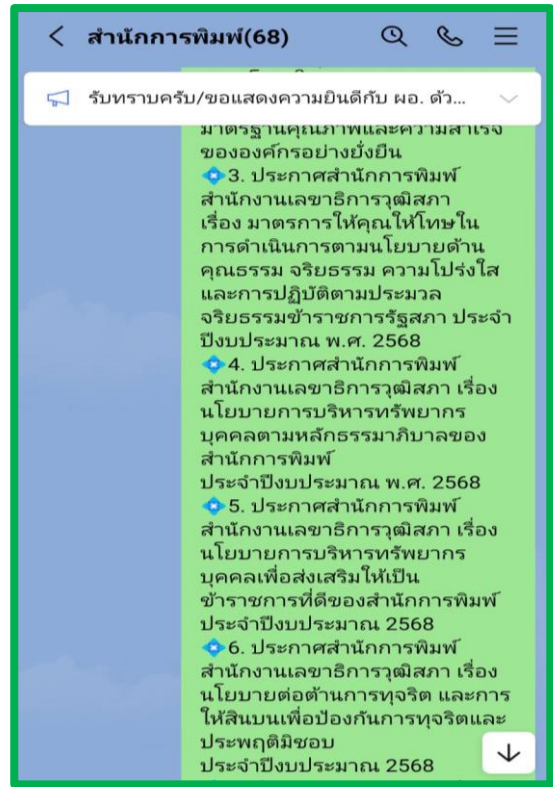 สำนักการพิมพ์(68)
รับทราบครับ/ขอแสดงความยินดีกับ ผอ. ตัว...
มาตรฐานคุณภาพและความสำเร็จ
ขององค์กรอย่างยั่งยืน
💠3. ประกาศสำนักการพิมพ์
สำนักงานเลขาธิการวุฒิสภา
เรื่อง มาตรการให้คุณให้โทษใน
การดำเนินการตามนโยบายด้าน
คุณธรรม จริยธรรม ความโปร่งใส
และการปฏิบัติตามประมวล
จริยธรรมข้าราชการรัฐสภา ประจำ
ปีงบประมาณ พ.ศ. 2568
💠4. ประกาศสำนักการพิมพ์
สำนักงานเลขาธิการวุฒิสภา เรื่อง
นโยบายการบริหารทรัพยากร
บุคคลตามหลักธรรมาภิบาลของ
สำนักการพิมพ์
ประจำปีงบประมาณ พ.ศ. 2568
💠5. ประกาศสำนักการพิมพ์
สำนักงานเลขาธิการวุฒิสภา เรื่อง
นโยบายการบริหารทรัพยากร
บุคคลเพื่อส่งเสริมให้เป็น
ข้าราชการที่ดีของสำนักการพิมพ์
ประจำปีงบประมาณ 2568
💠6. ประกาศสำนักการพิมพ์
สำนักงานเลขาธิการวุฒิสภา เรื่อง
นโยบายต่อต้านการทุจริต และการ
ให้สินบนเพื่อป้องกันการทุจริตและ
ประพฤติมิชอบ
ประจำปีงบประมาณ 2568